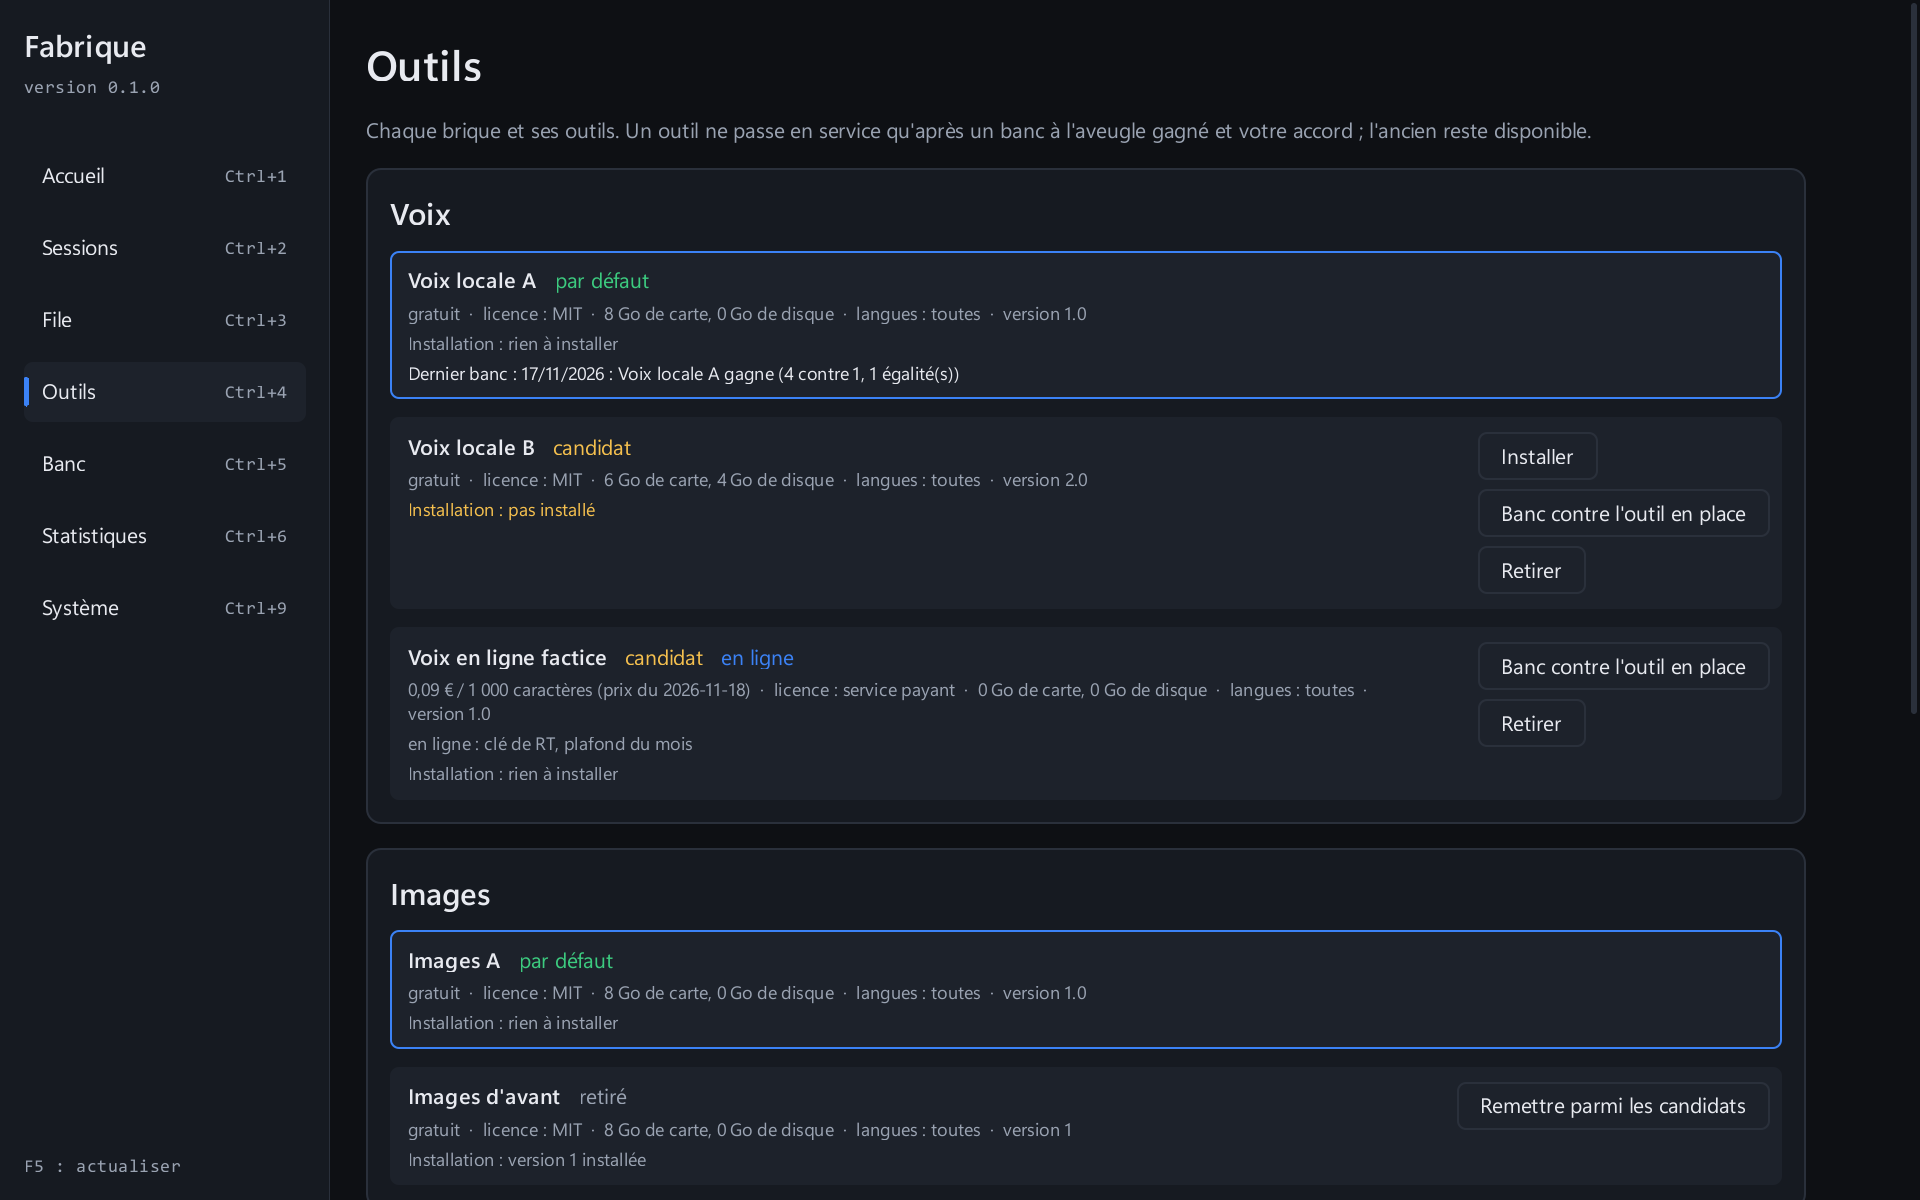 Fabrique
version 0.1.0
Accueil Ctrl+1
Sessions Ctrl+2
File Ctrl+3
Outils Ctrl+4
Banc Ctrl+5
Statistiques Ctrl+6
Système Ctrl+9
F5 : actualiser
Outils
Chaque brique et ses outils. Un outil ne passe en service qu'après un banc à l'aveugle gagné et votre accord ; l'ancien reste disponible.
Voix
Voix locale A par défaut
gratuit · licence : MIT · 8 Go de carte, 0 Go de disque · langues : toutes · version 1.0
Installation : rien à installer
Dernier banc : 17/11/2026 : Voix locale A gagne (4 contre 1, 1 égalité(s))
Voix locale B candidat
gratuit · licence : MIT · 6 Go de carte, 4 Go de disque · langues : toutes · version 2.0
Installation : pas installé
Installer
Banc contre l'outil en place
Retirer
Voix en ligne factice candidat en ligne
0,09 € / 1 000 caractères (prix du 2026-11-18) · licence : service payant · 0 Go de carte, 0 Go de disque · langues : toutes ·
version 1.0
en ligne : clé de RT, plafond du mois
Installation : rien à installer
Banc contre l'outil en place
Retirer
Images
Images A par défaut
gratuit · licence : MIT · 8 Go de carte, 0 Go de disque · langues : toutes · version 1.0
Installation : rien à installer
Images d'avant retiré
gratuit · licence : MIT · 8 Go de carte, 0 Go de disque · langues : toutes · version 1
Installation : version 1 installée
Remettre parmi les candidats